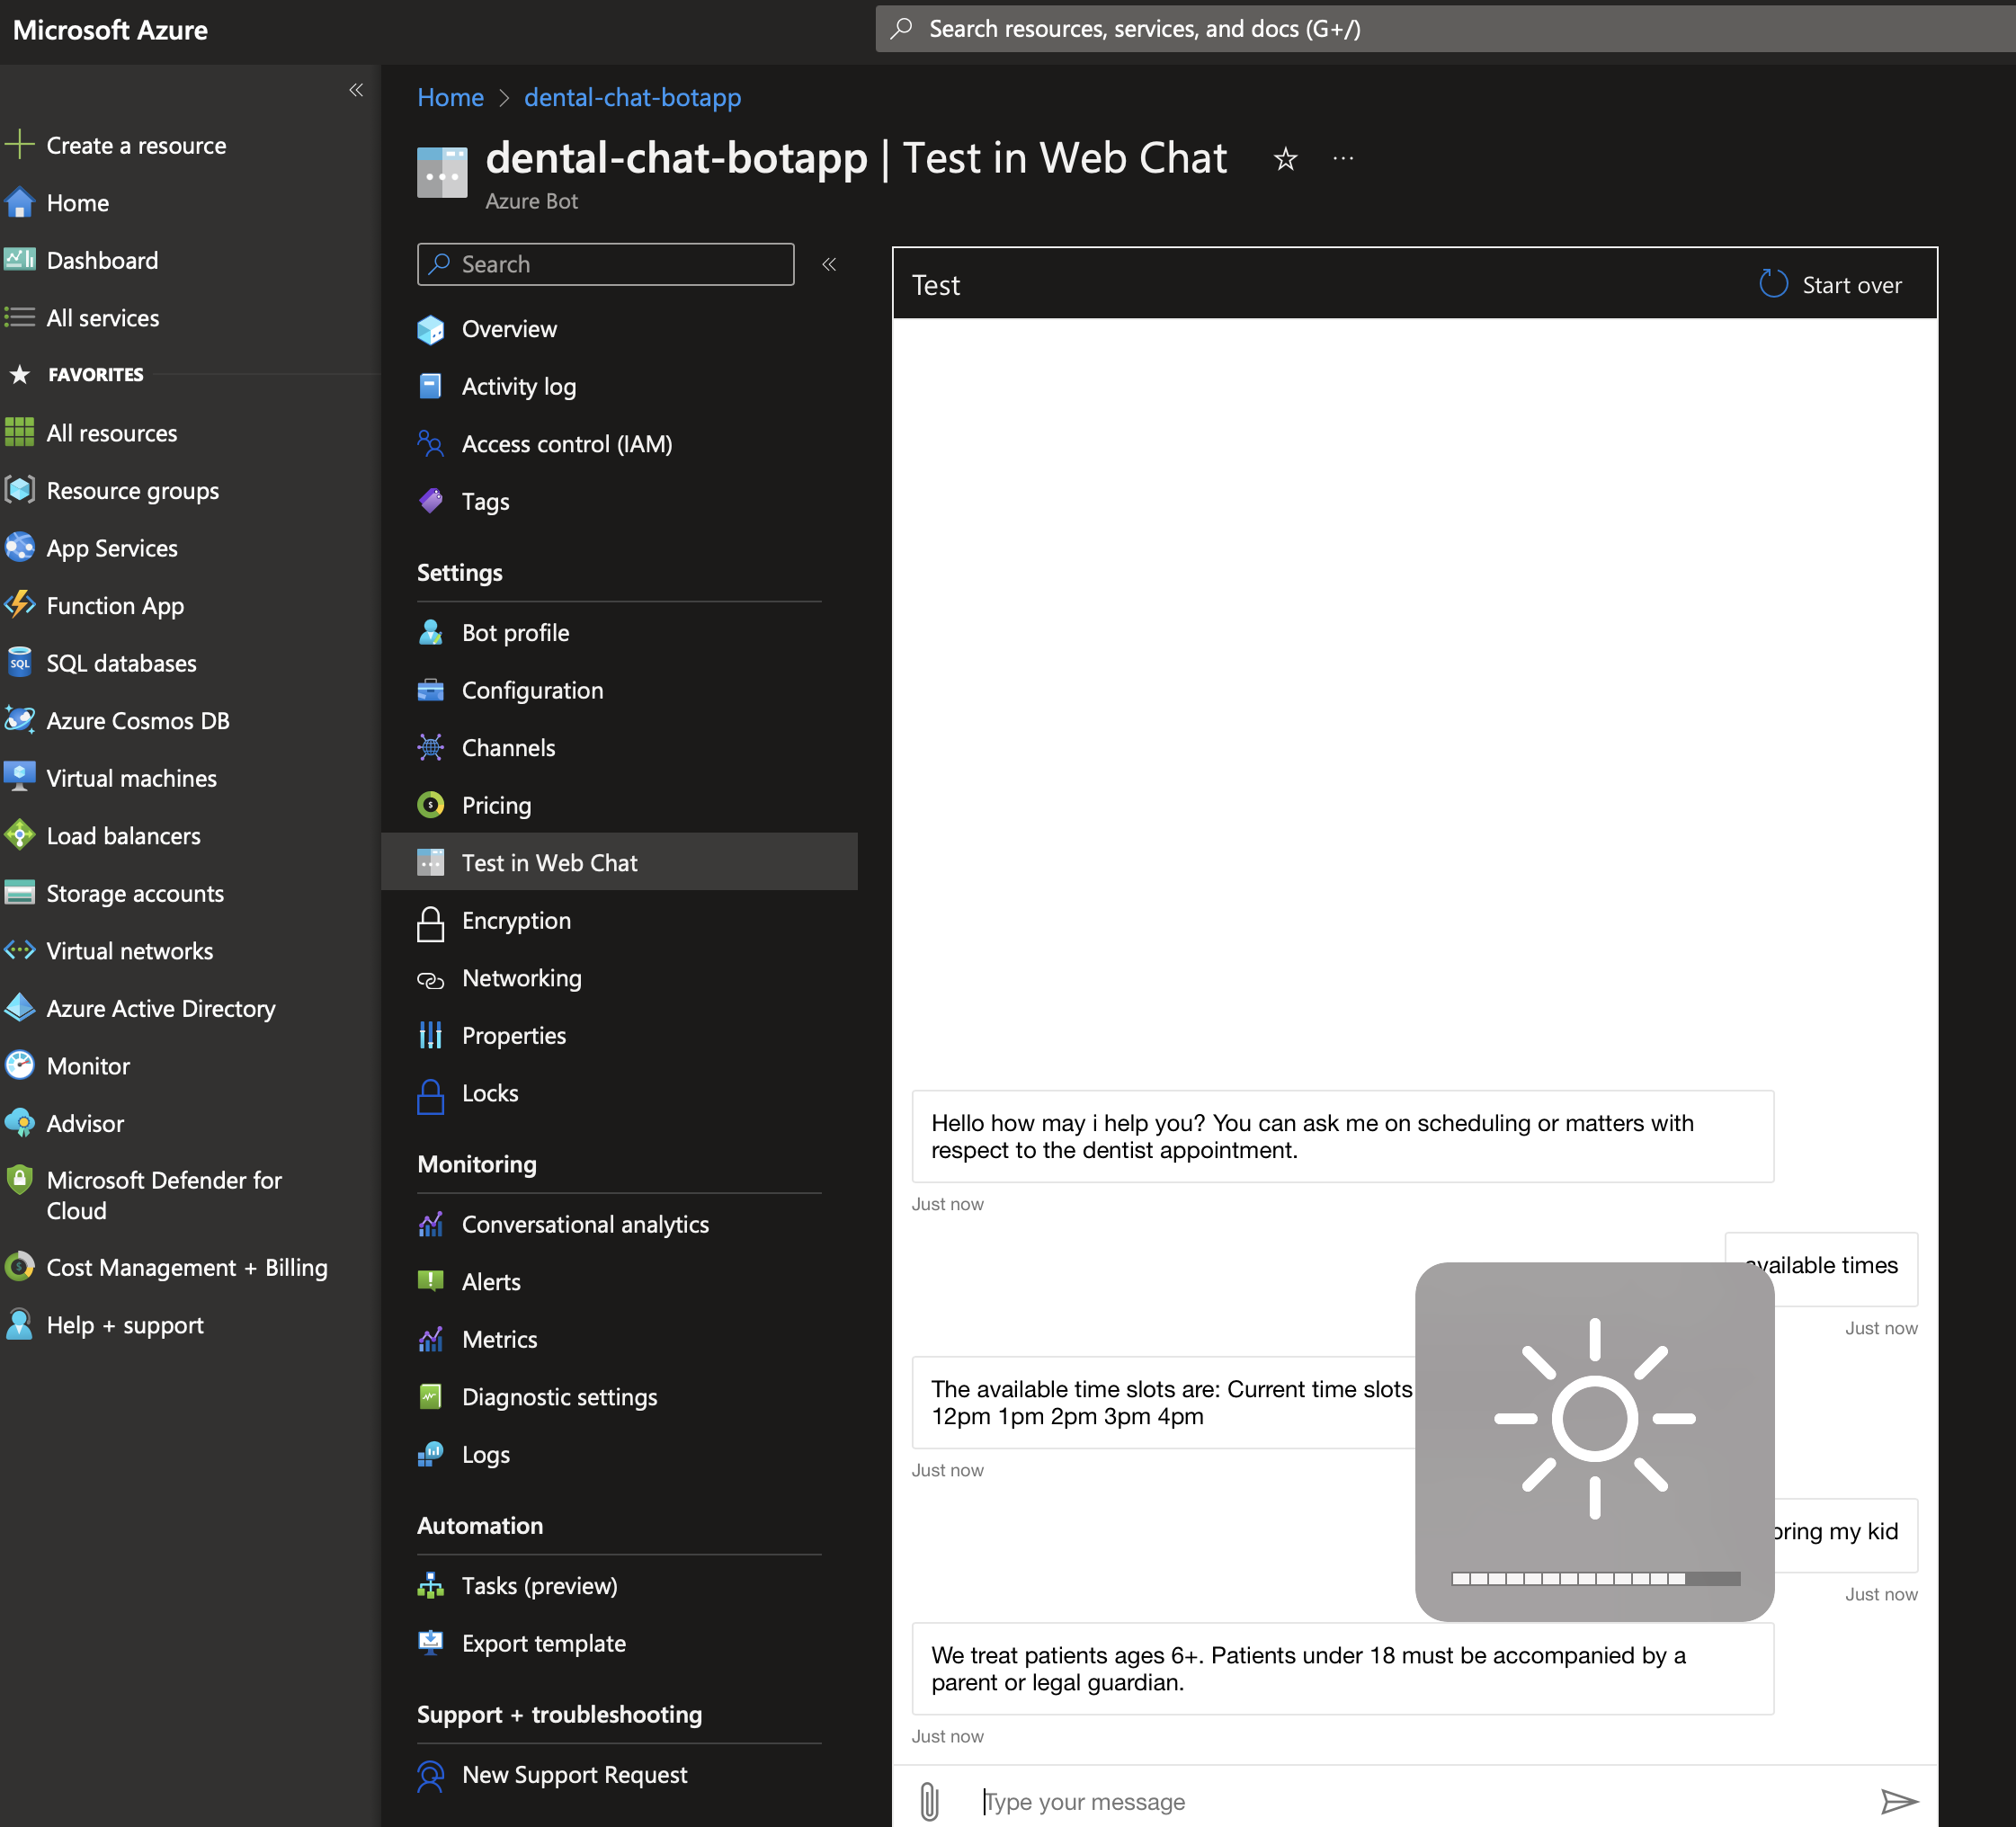 Microsoft Azure
Search resources, services, and docs (G+/)
Create a resource
Home
Dashboard
All services
FAVORITES
All resources
Resource groups
App Services
Function App
SQL databases
Azure Cosmos DB
Virtual machines
Load balancers
Storage accounts
Virtual networks
Azure Active Directory
Monitor
Advisor
Microsoft Defender for
Cloud
Cost Management + Billing
Help + support
Home > dental-chat-botapp
dental-chat-botapp | Test in Web Chat
Azure Bot
Search
Overview
Activity log
Access control (IAM)
Tags
Settings
Bot profile
Configuration
Channels
Pricing
Test in Web Chat
Encryption
Networking
Properties
Locks
Monitoring
Conversational analytics
Alerts
Metrics
Diagnostic settings
Logs
Automation
Tasks (preview)
Export template
Support + troubleshooting
New Support Request
Test
Start over
Hello how may i help you? You can ask me on scheduling or matters with
respect to the dentist appointment.
Just now
available times
Just now
The available time slots are: Current time slots
12pm 1pm 2pm 3pm 4pm
Just now
bring my kid
Just now
We treat patients ages 6+. Patients under 18 must be accompanied by a
parent or legal guardian.
Just now
Type your message